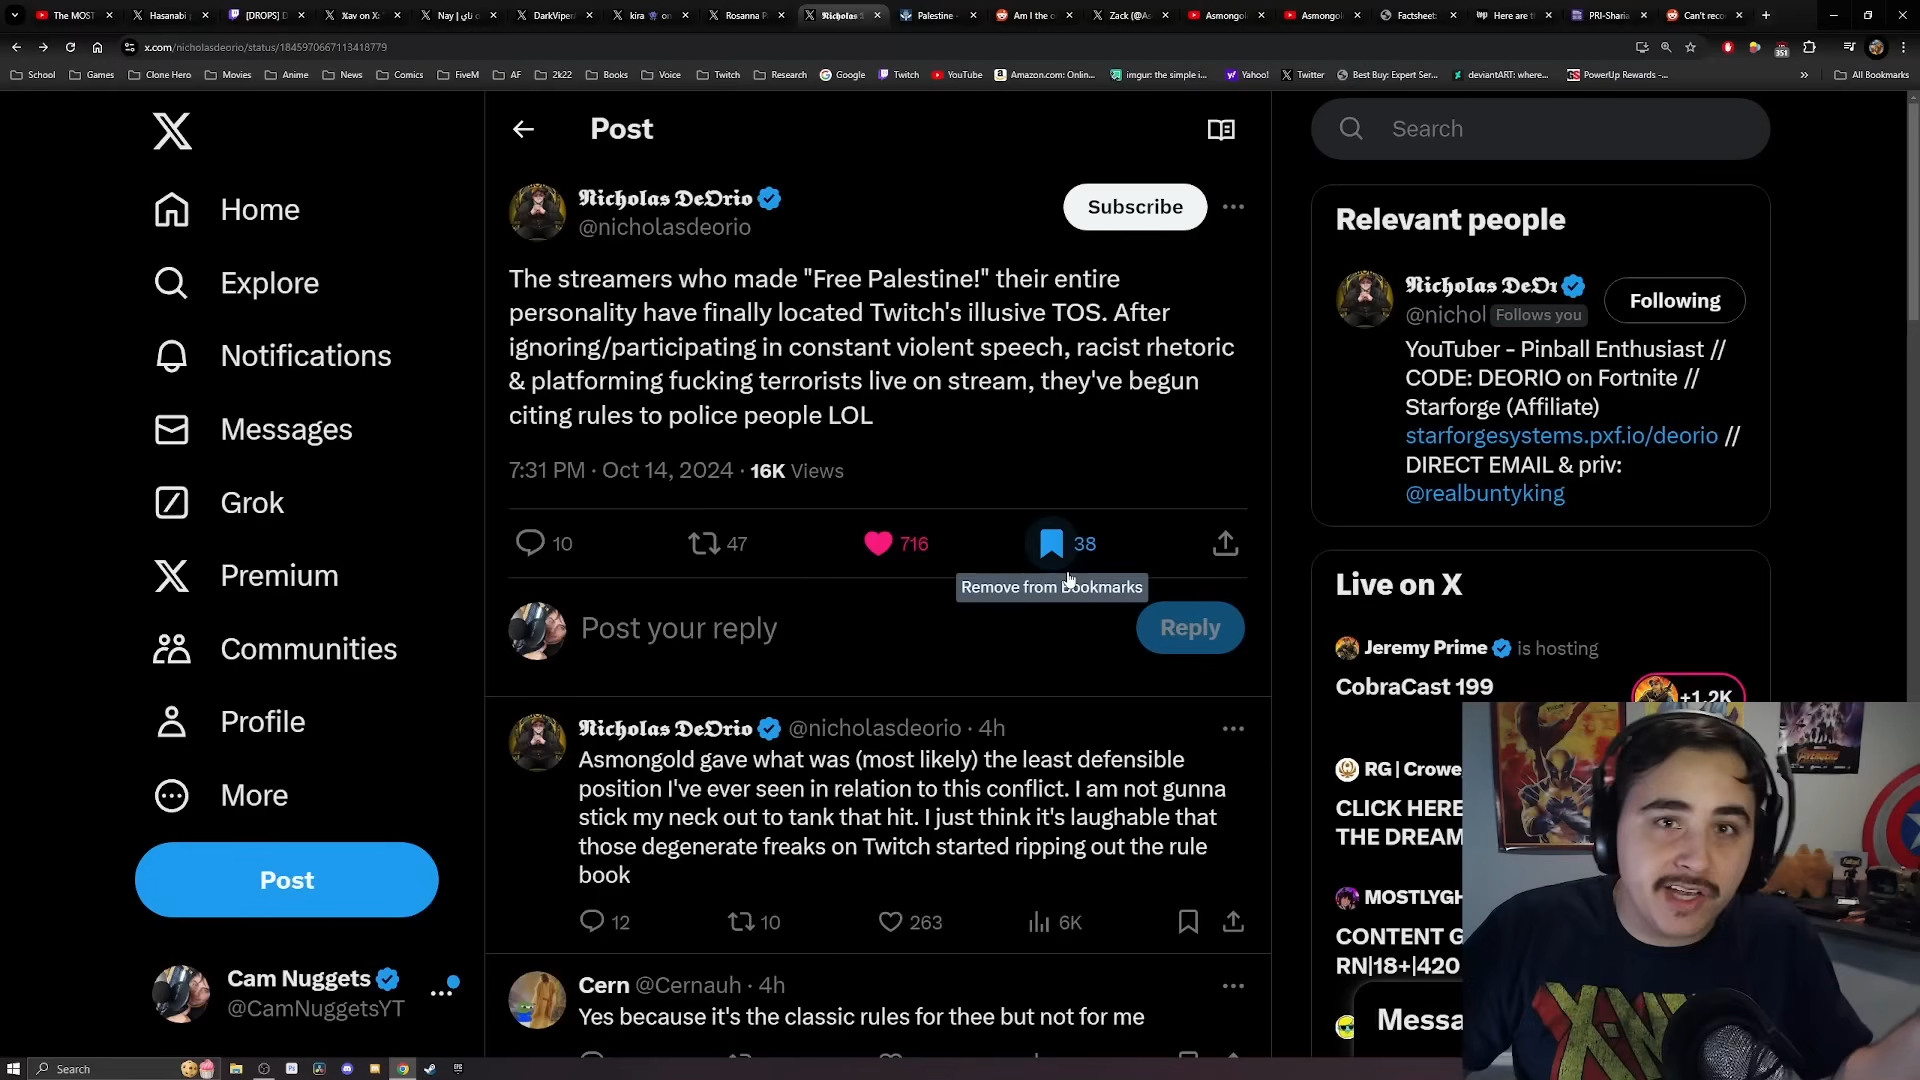 The MOST
Hasanabi
[DROPS] D
Xav on X:
Nay | ناي
DarkViper
kira
Rosanna P
Nicholas
Palestine -
Am I the o
Zack (@As
Asmongol
Asmongol
Factsheet:
Here are t
PRI-Sharia
Can't reco
x.com/nicholasdeorio/status/1845970667113418779
351
School
Games
Clone Hero
Movies
Anime
News
Comics
FiveM
AF
2k22
Books
Voice
Twitch
Research
Google
Twitch
YouTube
Amazon.com: Onlin...
imgur: the simple i...
Yahoo!
Twitter
Best Buy: Expert Ser...
deviantART: where...
PowerUp Rewards -...
All Bookmarks
Home
Explore
Notifications
Messages
Grok
Premium
Communities
Profile
More
Post
Cam Nuggets
@CamNuggetsYT
Post
Nicholas DeOrio
@nicholasdeorio
Subscribe
The streamers who made "Free Palestine!" their entire
personality have finally located Twitch's illusive TOS. After
ignoring/participating in constant violent speech, racist rhetoric
& platforming fucking terrorists live on stream, they've begun
citing rules to police people LOL
7:31 PM · Oct 14, 2024 · 16K Views
10
47
716
38
Remove from Bookmarks
Post your reply
Reply
Nicholas DeOrio @nicholasdeorio · 4h
Asmongold gave what was (most likely) the least defensible
position I've ever seen in relation to this conflict. I am not gunna
stick my neck out to tank that hit. I just think it's laughable that
those degenerate freaks on Twitch started ripping out the rule
book
12
10
263
6K
Cern @Cernauh · 4h
Yes because it's the classic rules for thee but not for me
Search
Relevant people
Nicholas DeOr
@nichol Follows you
Following
YouTuber - Pinball Enthusiast //
CODE: DEORIO on Fortnite //
Starforge (Affiliate)
starforgesystems.pxf.io/deorio //
DIRECT EMAIL & priv:
@realbuntyking
Live on X
Jeremy Prime is hosting
CobraCast 199
+1.2K
RG | Crowe
CLICK HERE
THE DREAM
MOSTLYGH
CONTENT G
RN|18+|420
Messa
Search